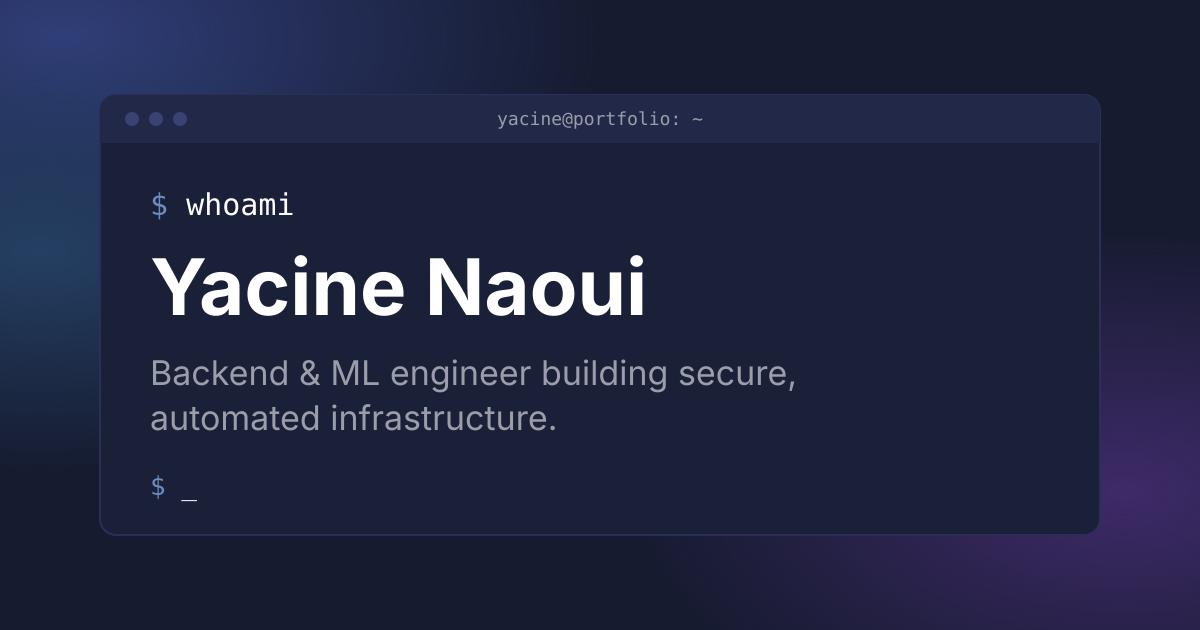 yacine@portfolio: ~
$ whoami
Yacine Naoui
Backend & ML engineer building secure,
automated infrastructure.
$ _